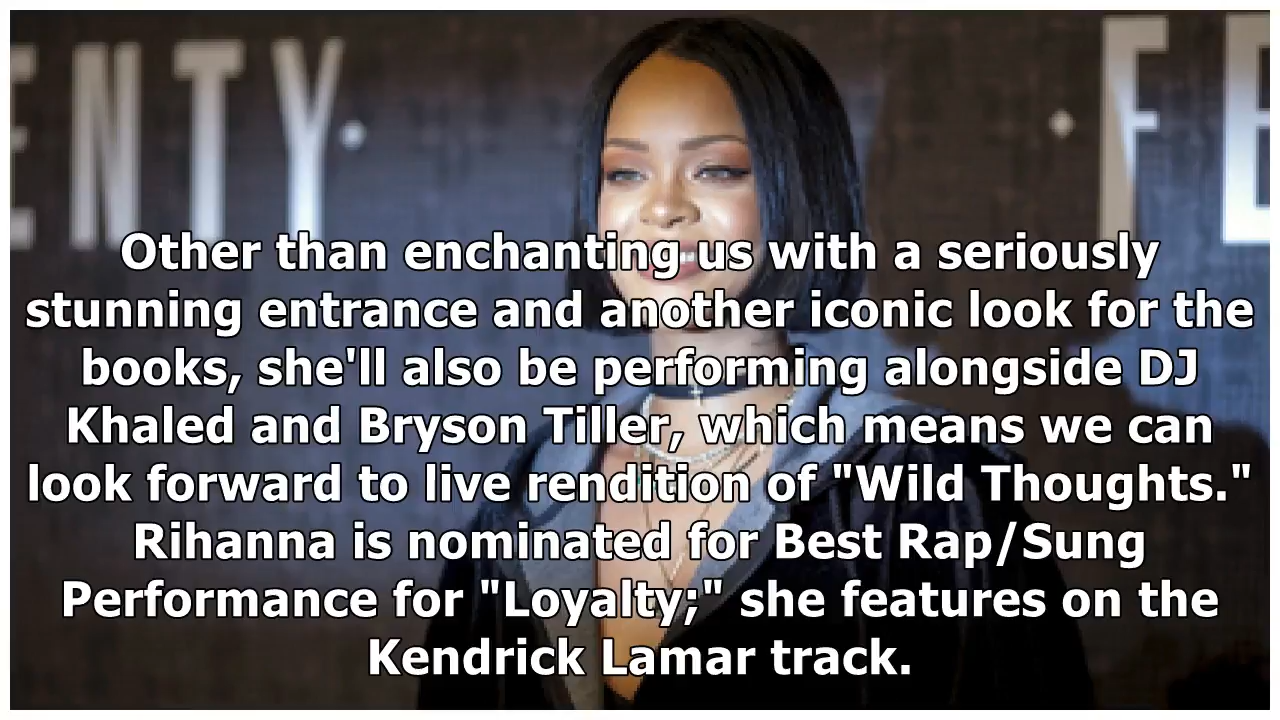 ENTY
FE
Other than enchanting us with a seriously
stunning entrance and another iconic look for the
books, she'll also be performing alongside DJ
Khaled and Bryson Tiller, which means we can
look forward to live rendition of "Wild Thoughts."
Rihanna is nominated for Best Rap/Sung
Performance for "Loyalty;" she features on the
Kendrick Lamar track.